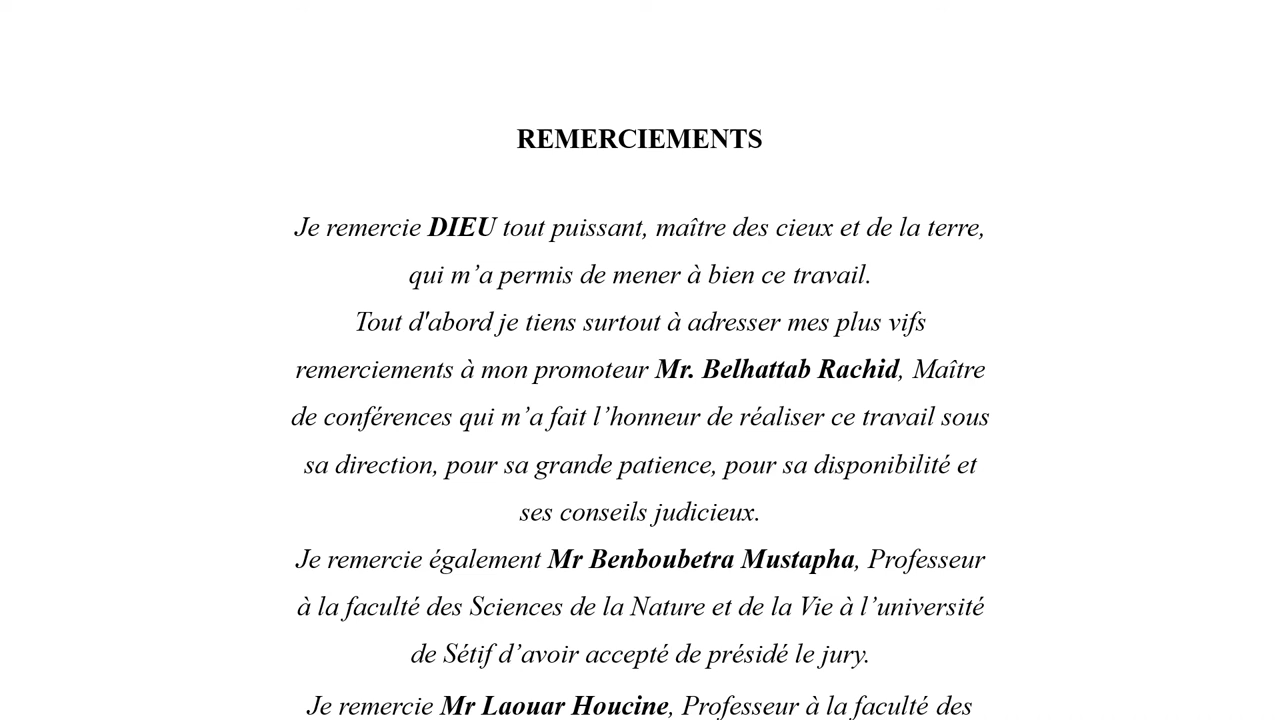 REMERCIEMENTS
Je remercie DIEU tout puissant, maître des cieux et de la terre,
qui m’a permis de mener à bien ce travail.
Tout d'abord je tiens surtout à adresser mes plus vifs
remerciements à mon promoteur Mr. Belhattab Rachid, Maître
de conférences qui m’a fait l’honneur de réaliser ce travail sous
sa direction, pour sa grande patience, pour sa disponibilité et
ses conseils judicieux.
Je remercie également Mr Benboubetra Mustapha, Professeur
à la faculté des Sciences de la Nature et de la Vie à l’université
de Sétif d’avoir accepté de présidé le jury.
Je remercie Mr Laouar Houcine, Professeur à la faculté des